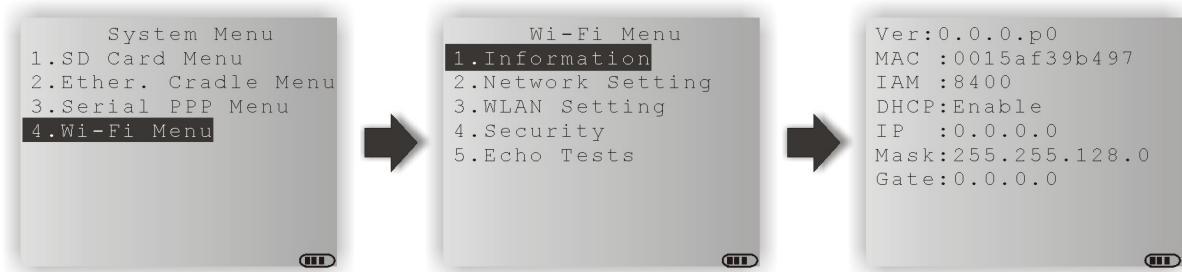 System Menu
1.SD Card Menu
2.Ether. Cradle Menu
3.Serial PPP Menu
4.Wi-Fi Menu
Wi-Fi Menu
1.Information
2.Network Setting
3.WLAN Setting
4.Security
5.Echo Tests
Ver:0.0.0.p0
MAC :0015af39b497
IAM :8400
DHCP:Enable
IP  :0.0.0.0
Mask:255.255.128.0
Gate:0.0.0.0